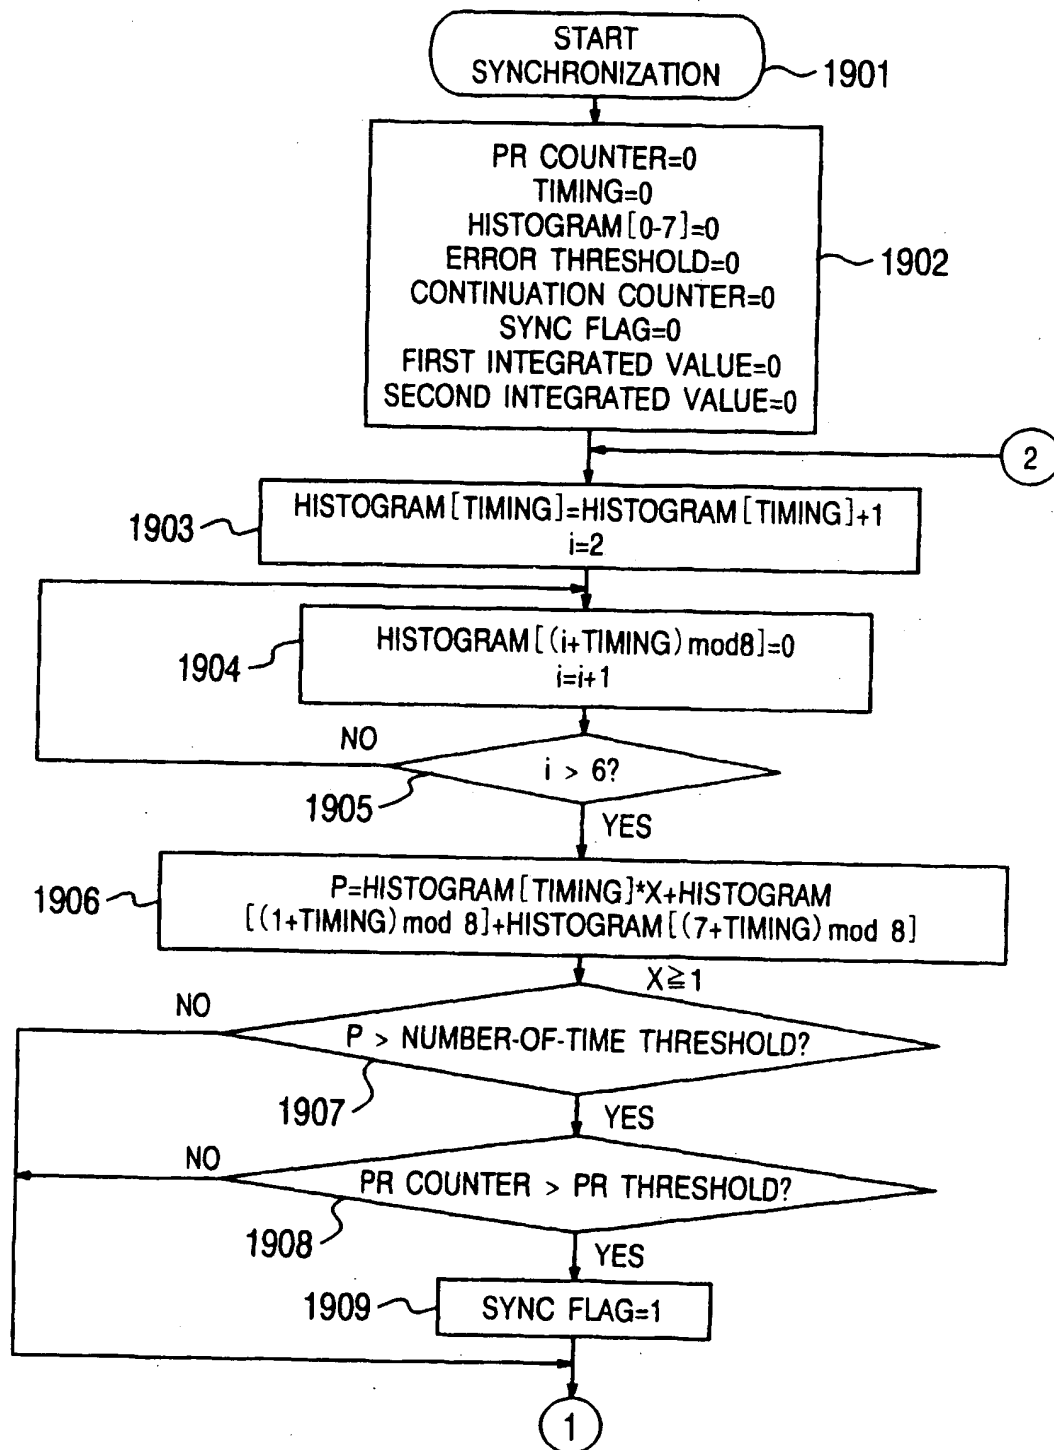 START
SYNCHRONIZATION
1901
PR COUNTER=0
TIMING=0
HISTOGRAM[0-7]=0
ERROR THRESHOLD=0
CONTINUATION COUNTER=0
SYNC FLAG=0
FIRST INTEGRATED VALUE=0
SECOND INTEGRATED VALUE=0
1902
2
1903
HISTOGRAM[TIMING]=HISTOGRAM[TIMING]+1
i=2
1904
HISTOGRAM[(i+TIMING)mod8]=0
i=i+1
NO
i > 6?
1905
YES
1906
P=HISTOGRAM[TIMING]*X+HISTOGRAM
[(1+TIMING)mod 8]+HISTOGRAM[(7+TIMING)mod 8]
X≧1
NO
P > NUMBER-OF-TIME THRESHOLD?
1907
YES
NO
PR COUNTER > PR THRESHOLD?
1908
YES
1909
SYNC FLAG=1
1